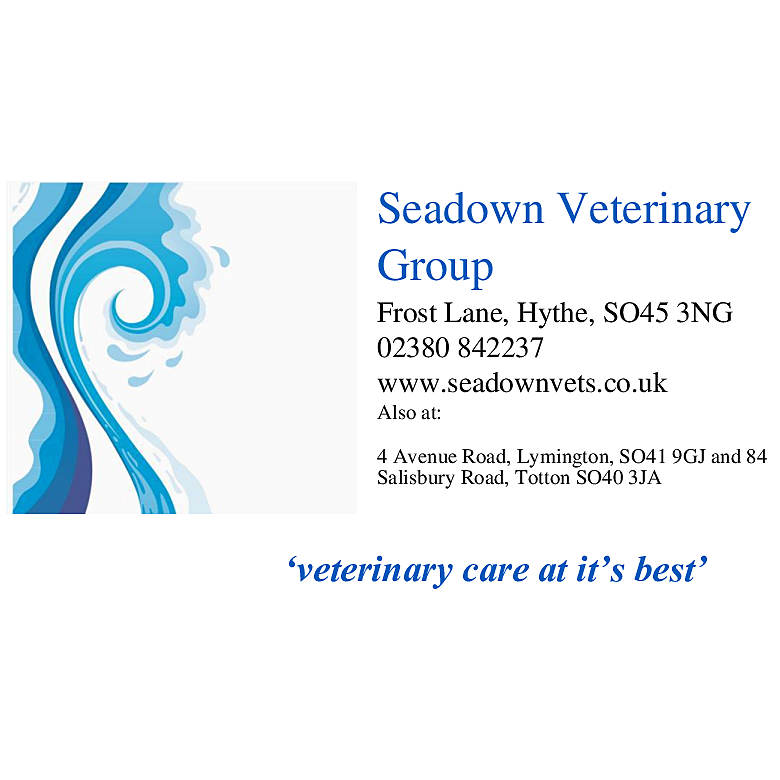 Seadown Veterinary
Group
Frost Lane, Hythe, SO45 3NG
02380 842237
www.seadownvets.co.uk
Also at:
4 Avenue Road, Lymington, SO41 9GJ and 84
Salisbury Road, Totton SO40 3JA
‘veterinary care at it’s best’